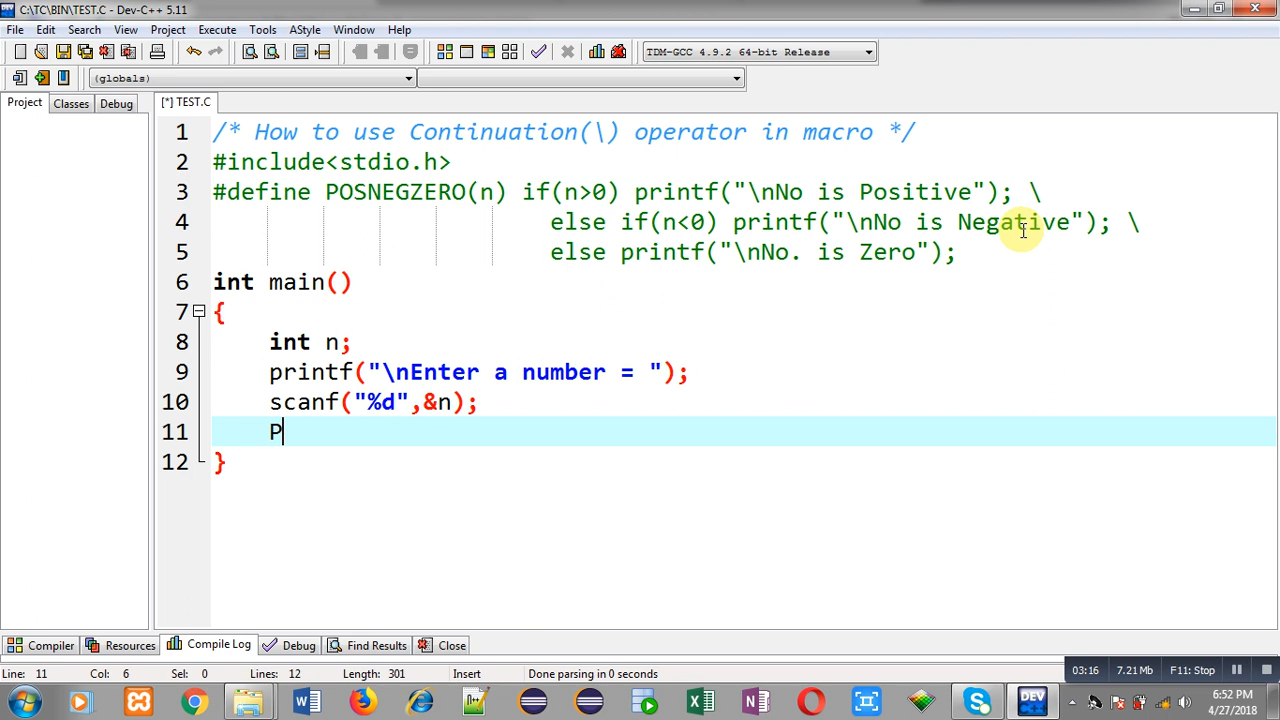 C:\TC\BIN\TEST.C - Dev-C++ 5.11
File Edit Search View Project Execute Tools AStyle Window Help
TDM-GCC 4.9.2 64-bit Release
(globals)
Project Classes Debug [*] TEST.C
1 /* How to use Continuation(\) operator in macro */
2 #include<stdio.h>
3 #define POSNEGZERO(n) if(n>0) printf("\nNo is Positive"); \
4 else if(n<0) printf("\nNo is Negative"); \
5 else printf("\nNo. is Zero");
6 int main()
7 {
8 int n;
9 printf("\nEnter a number = ");
10 scanf("%d",&n);
11 P
12 }
Compiler Resources Compile Log Debug Find Results Close
Line: 11 Col: 6 Sel: 0 Lines: 12 Length: 301 Insert Done parsing in 0 seconds
03:16 7.21 Mb F11: Stop
6:52 PM
4/27/2018